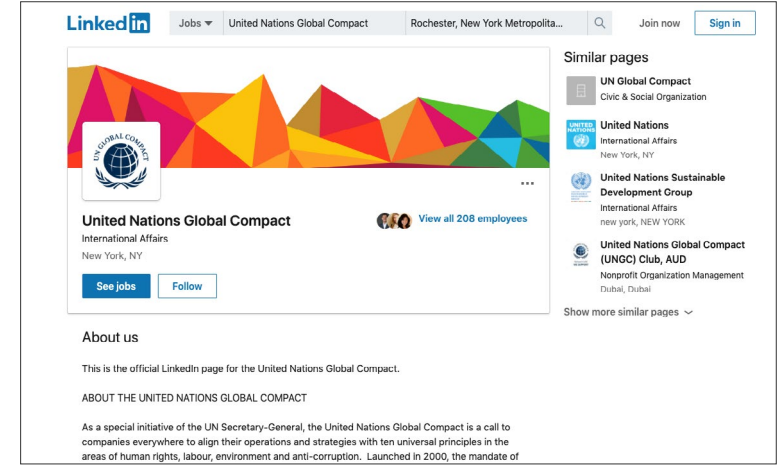 Linked in
Jobs
United Nations Global Compact
Rochester, New York Metropolita...
Join now
Sign in
UN GLOBAL COMPACT
United Nations Global Compact
International Affairs
New York, NY
View all 208 employees
See jobs
Follow
About us
This is the official LinkedIn page for the United Nations Global Compact.
ABOUT THE UNITED NATIONS GLOBAL COMPACT
As a special initiative of the UN Secretary-General, the United Nations Global Compact is a call to
companies everywhere to align their operations and strategies with ten universal principles in the
areas of human rights, labour, environment and anti-corruption. Launched in 2000, the mandate of
Similar pages
UN Global Compact
Civic & Social Organization
UNITED
NATIONS
United Nations
International Affairs
New York, NY
United Nations Sustainable
Development Group
International Affairs
new york, NEW YORK
United Nations Global Compact
(UNGC) Club, AUD
Nonprofit Organization Management
Dubai, Dubai
Show more similar pages